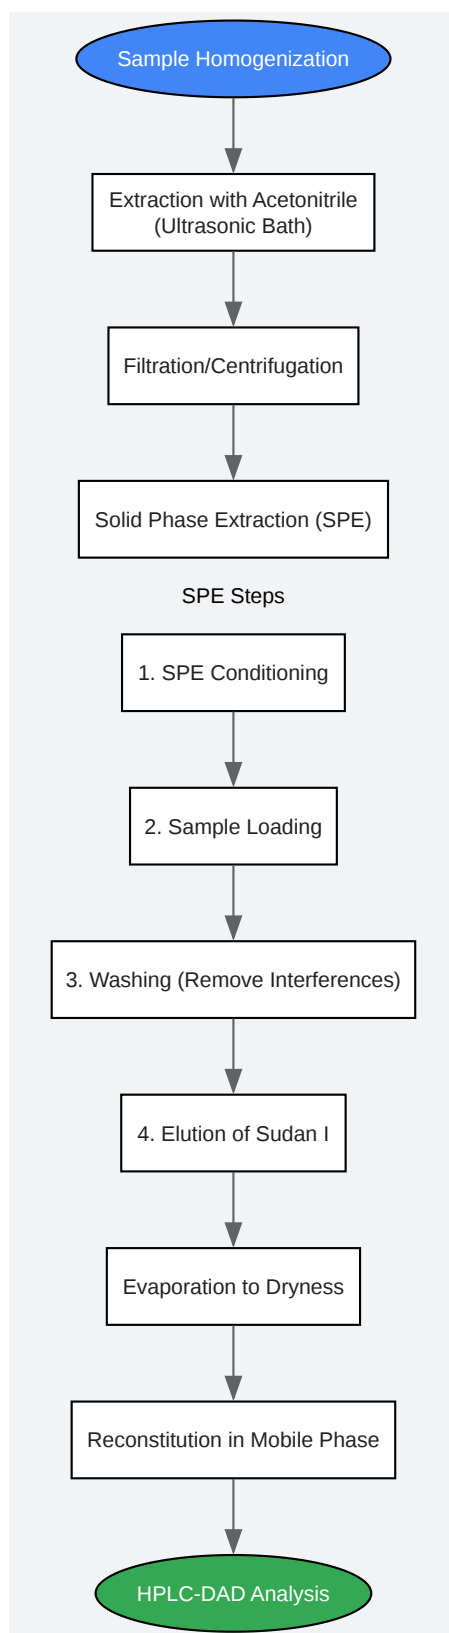 Sample Homogenization
Extraction with Acetonitrile
(Ultrasonic Bath)
Filtration/Centrifugation
Solid Phase Extraction (SPE)
SPE Steps
1. SPE Conditioning
2. Sample Loading
3. Washing (Remove Interferences)
4. Elution of Sudan I
Evaporation to Dryness
Reconstitution in Mobile Phase
HPLC-DAD Analysis